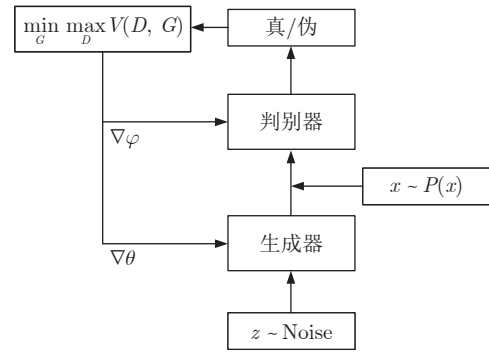 min max V(D, G)
G D
真/伪
判别器
∇φ
x ~ P(x)
生成器
∇θ
z ~ Noise